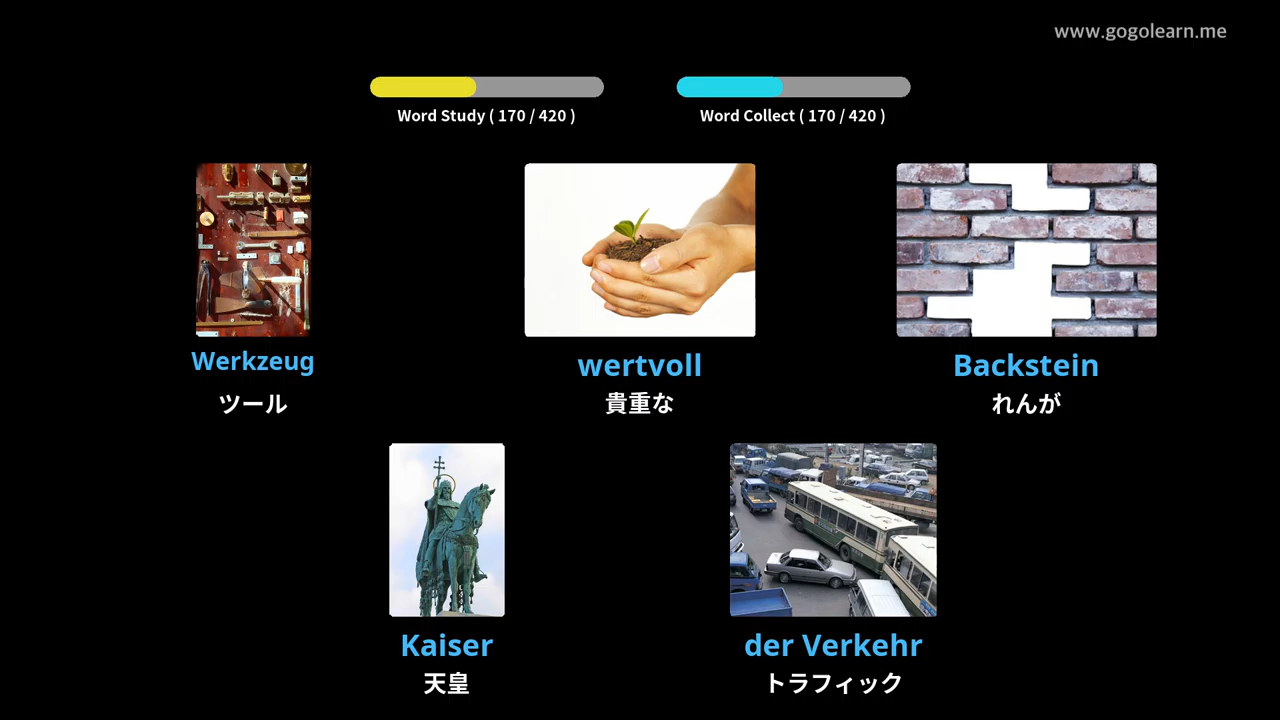 www.gogolearn.me
Word Study ( 170 / 420 )
Word Collect ( 170 / 420 )
Werkzeug
ツール
wertvoll
貴重な
Backstein
れんが
Kaiser
天皇
der Verkehr
トラフィック